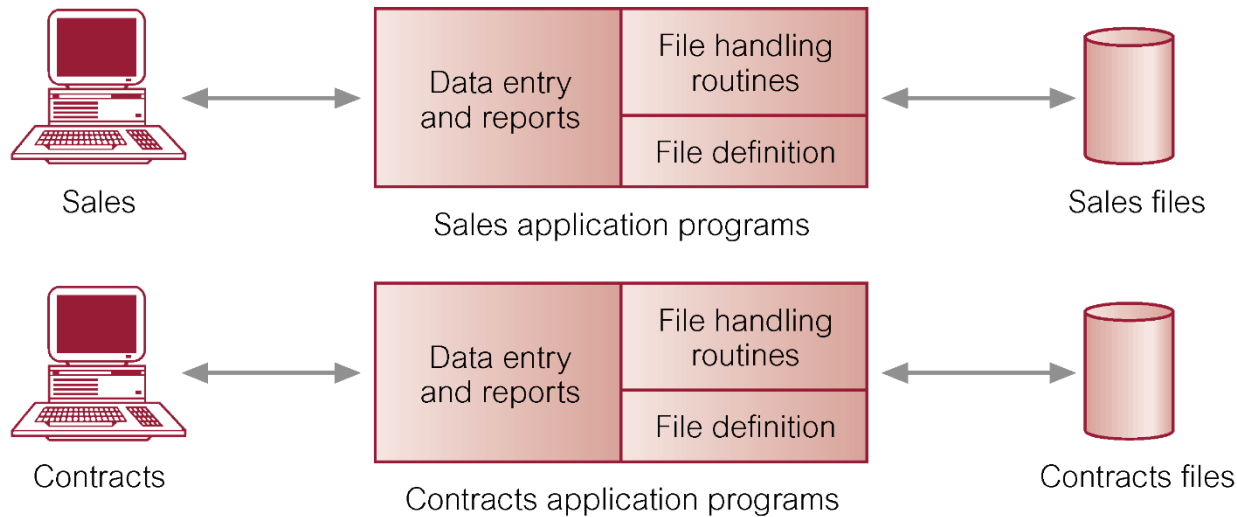 Data entry
and reports
File handling
routines
File definition
Sales
Sales application programs
Sales files
Data entry
and reports
File handling
routines
File definition
Contracts
Contracts application programs
Contracts files